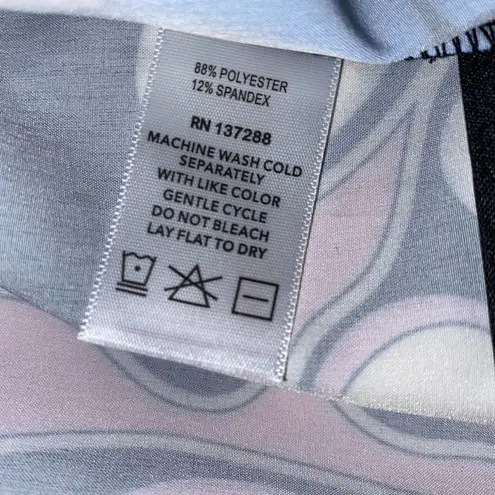 88% POLYESTER
12% SPANDEX
RN 137288
MACHINE WASH COLD
SEPARATELY
WITH LIKE COLOR
GENTLE CYCLE
DO NOT BLEACH
LAY FLAT TO DRY